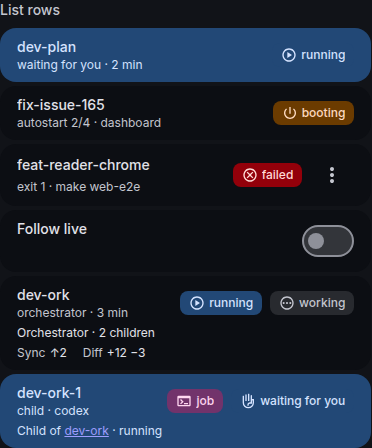 List rows
dev-plan
waiting for you · 2 min
running
fix-issue-165
autostart 2/4 · dashboard
booting
feat-reader-chrome
exit 1 · make web-e2e
failed
Follow live
dev-ork
orchestrator · 3 min
running
working
Orchestrator · 2 children
Sync ↑2 Diff +12 −3
dev-ork-1
child · codex
job
waiting for you
Child of dev-ork · running